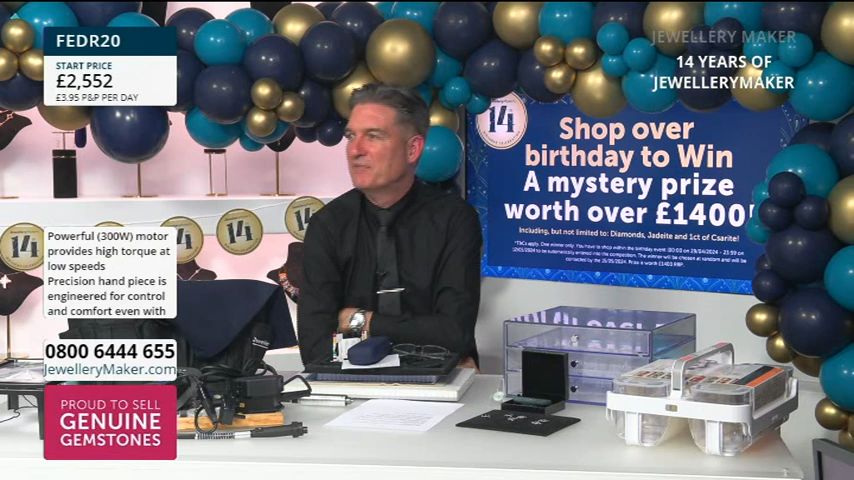 FEDR20
START PRICE
£2,552
£3.95 P&P PER DAY
JEWELLERY MAKER
14 YEARS OF
JEWELLERYMAKER
14
Shop over
birthday to Win
A mystery prize
worth over £1400!
Including, but not limited to: Diamonds, Jadeite and 1ct of Csarite!
14
14
14
14
Powerful (300W) motor
provides high torque at
low speeds
Precision hand piece is
engineered for control
and comfort even with
0800 6444 655
JewelleryMaker.com
PROUD TO SELL
GENUINE
GEMSTONES